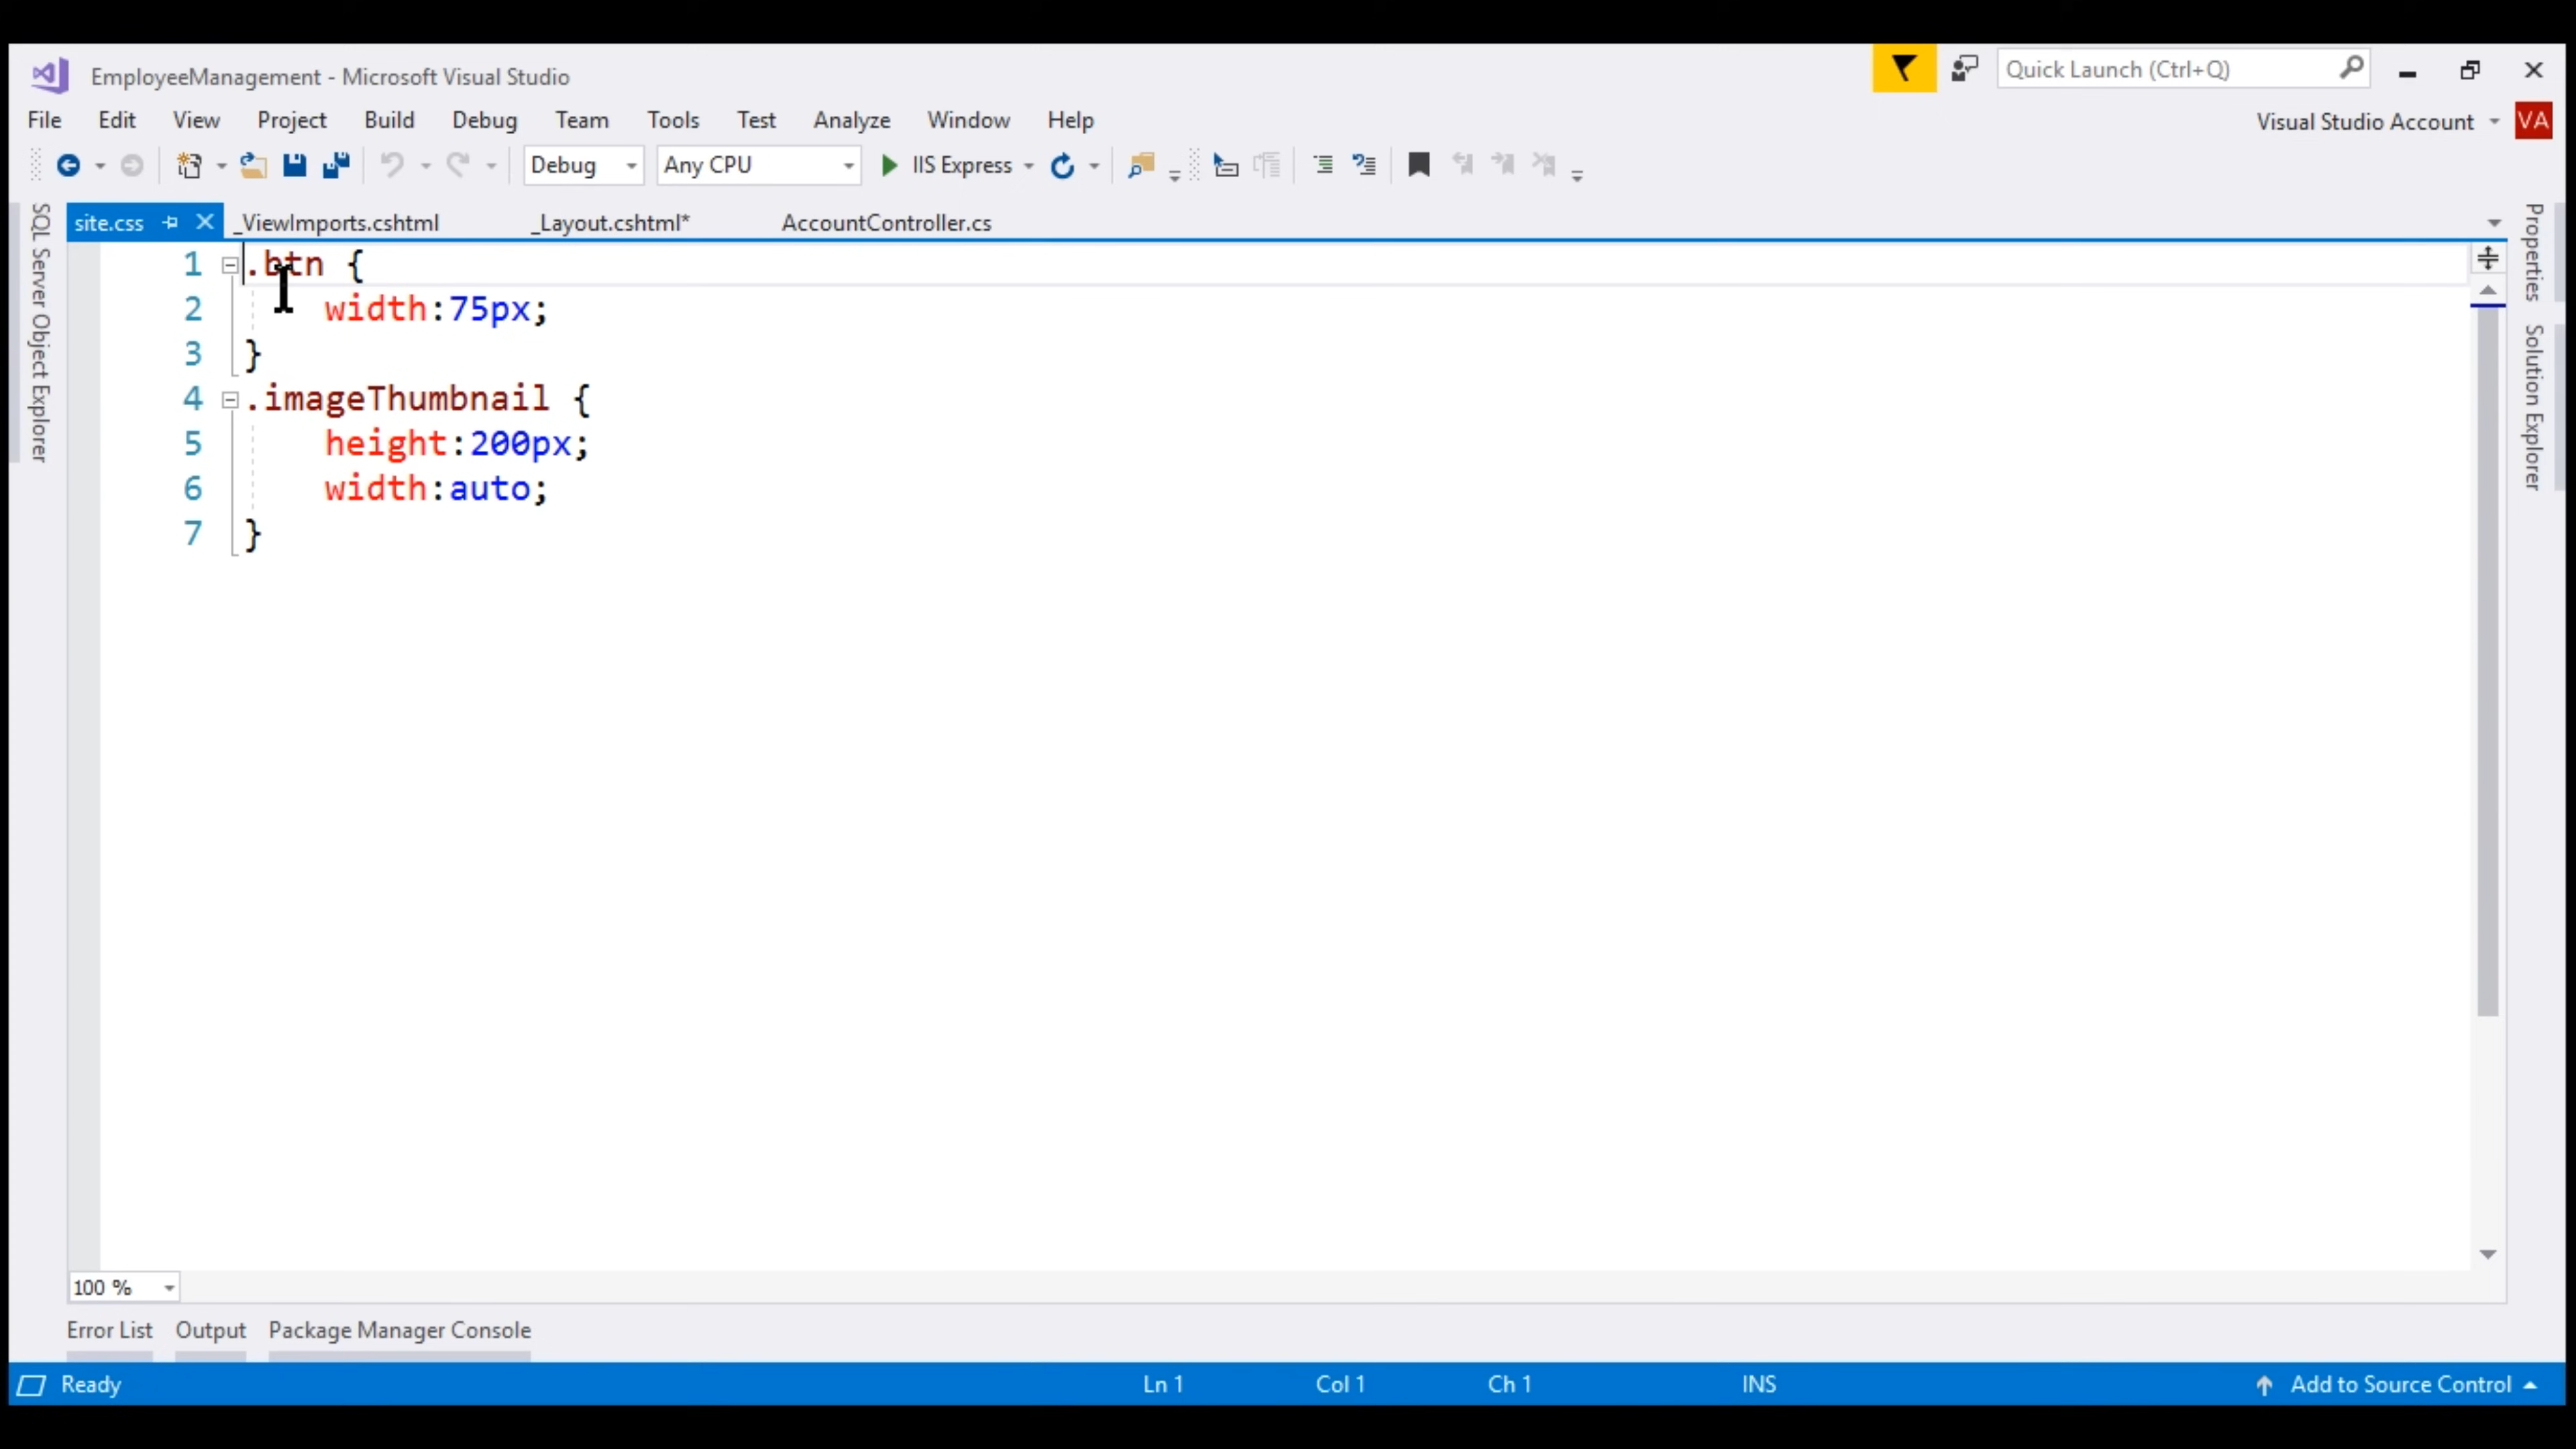 EmployeeManagement - Microsoft Visual Studio
Quick Launch (Ctrl+Q)
File Edit View Project Build Debug Team Tools Test Analyze Window Help
Visual Studio Account VA
Debug Any CPU IIS Express
site.css _ViewImports.cshtml _Layout.cshtml* AccountController.cs
SQL Server Object Explorer
Properties
Solution Explorer
1 .btn {
2 width:75px;
3 }
4 .imageThumbnail {
5 height:200px;
6 width:auto;
7 }
100 %
Error List Output Package Manager Console
Ready Ln 1 Col 1 Ch 1 INS Add to Source Control